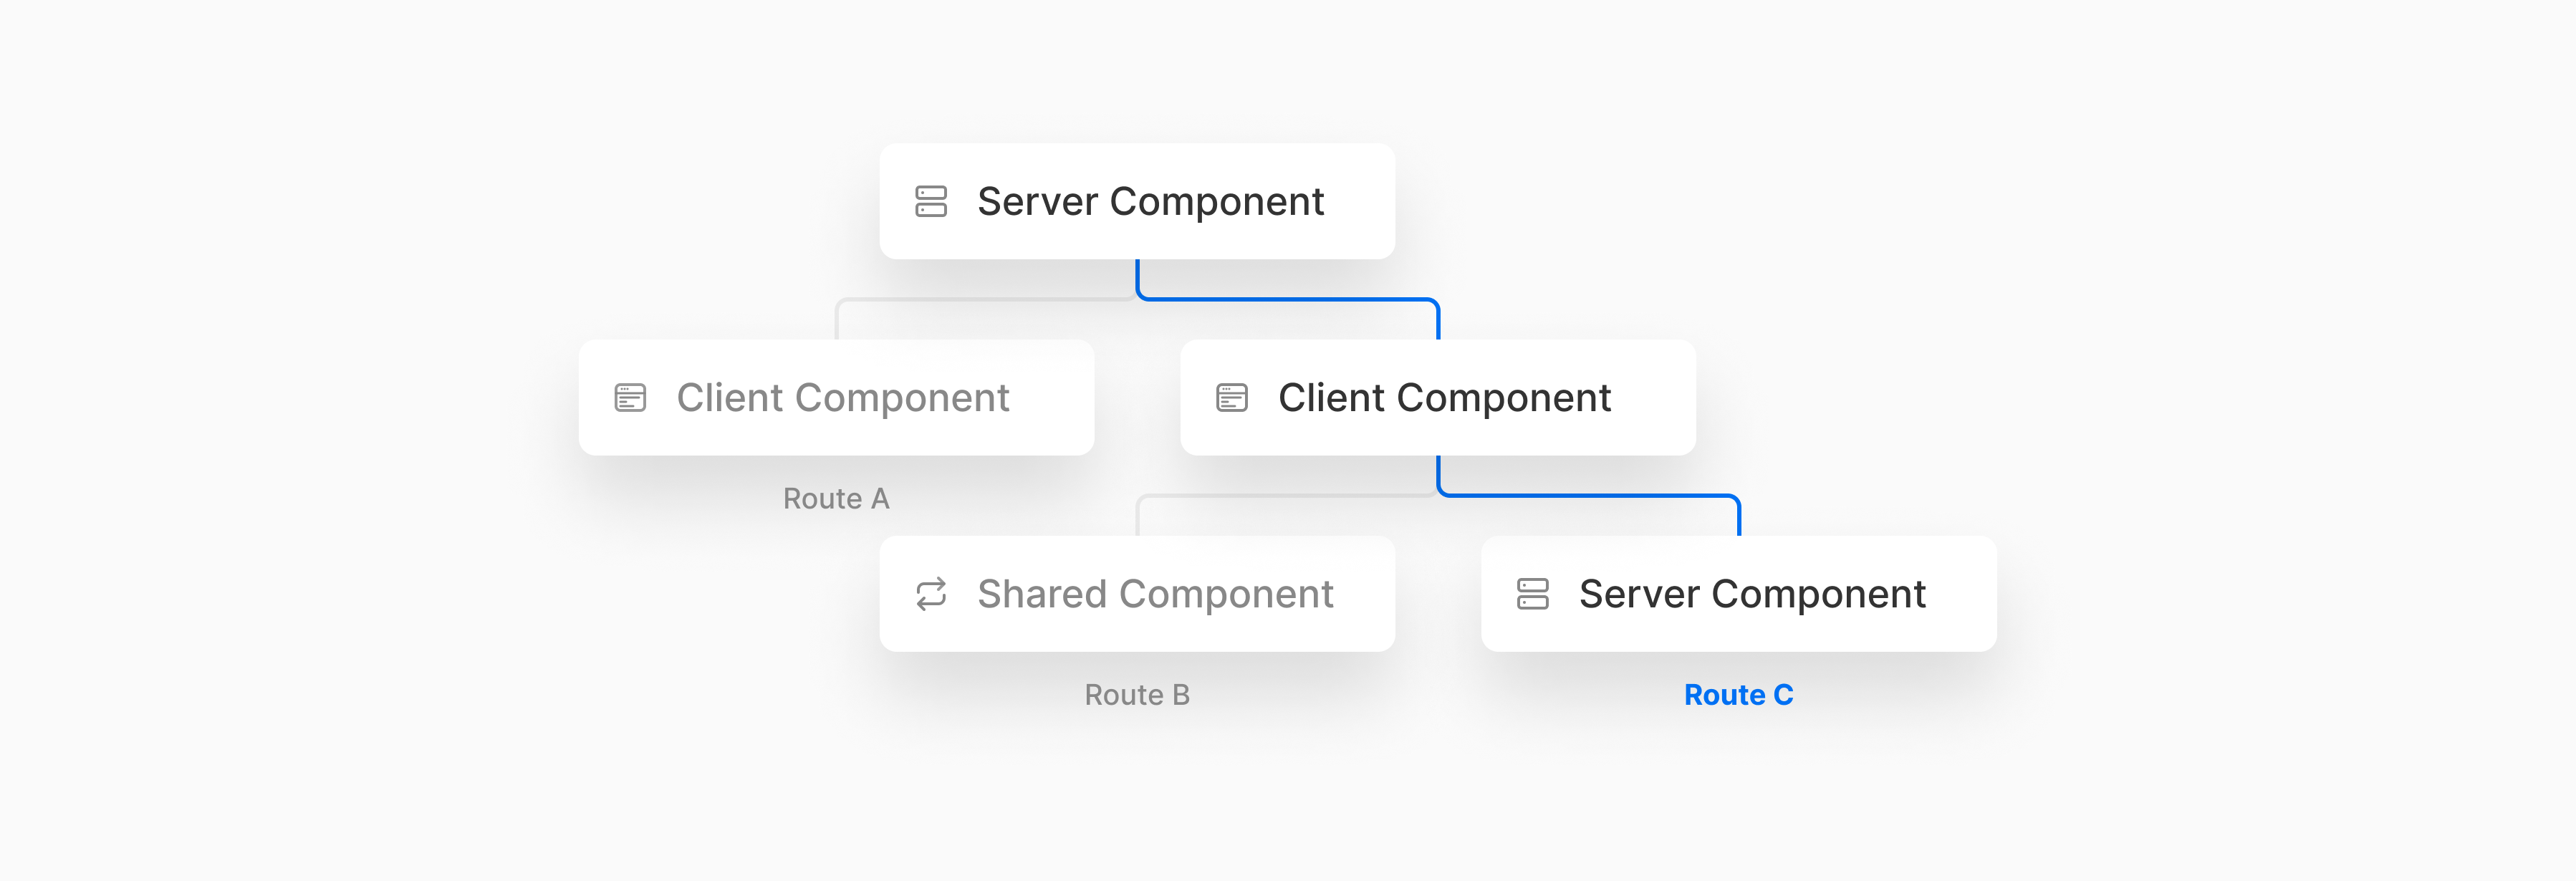 Server Component
Client Component
Client Component
Route A
Shared Component
Server Component
Route B
Route C